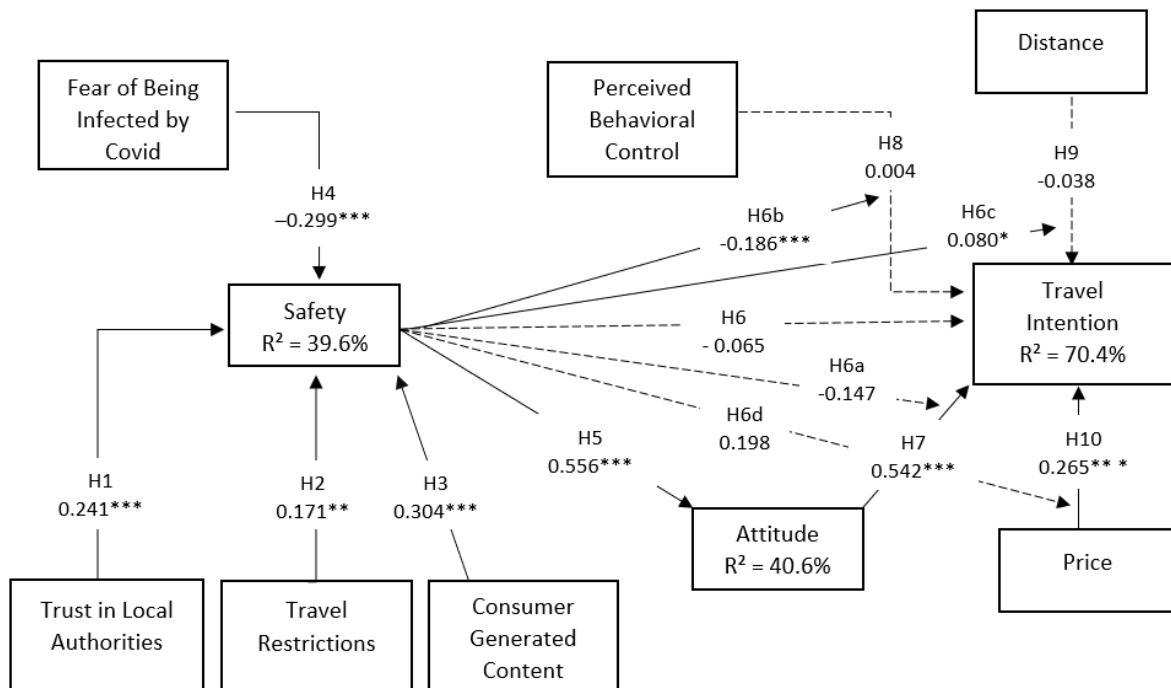 Distance
Fear of Being
Infected by
Covid
Perceived
Behavioral
Control
H8
0.004
H9
-0.038
H4
–0.299***
H6b
-0.186***
H6c
0.080*
Safety
R² = 39.6%
H6
- 0.065
Travel
Intention
R² = 70.4%
H6a
-0.147
H6d
0.198
H5
0.556***
H7
0.542***
H10
0.265** *
H1
0.241***
H2
0.171**
H3
0.304***
Attitude
R² = 40.6%
Price
Trust in Local
Authorities
Travel
Restrictions
Consumer
Generated
Content